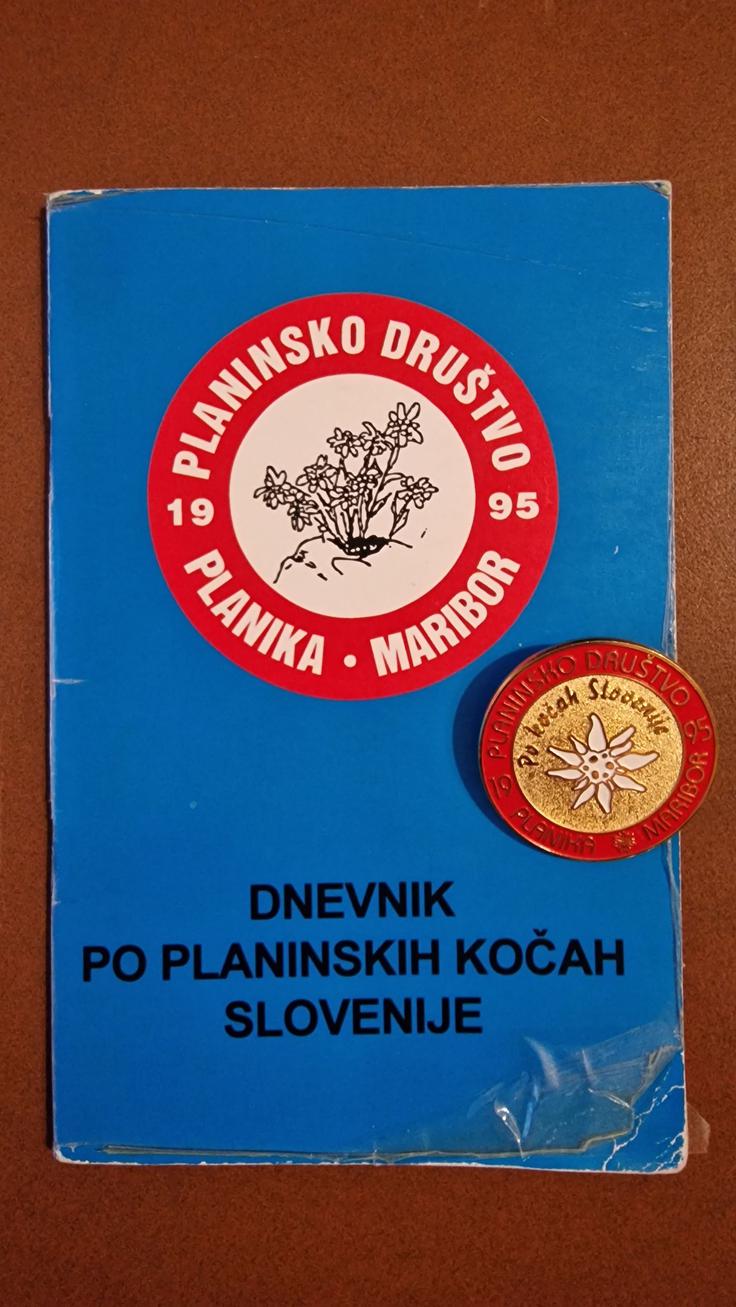 PLANINSKO DRUŠTVO
19 95
PLANIKA • MARIBOR
PLANINSKO DRUŠTVO
Po kočah Slovenije
19 95
PLANIKA MARIBOR
DNEVNIK
PO PLANINSKIH KOČAH
SLOVENIJE